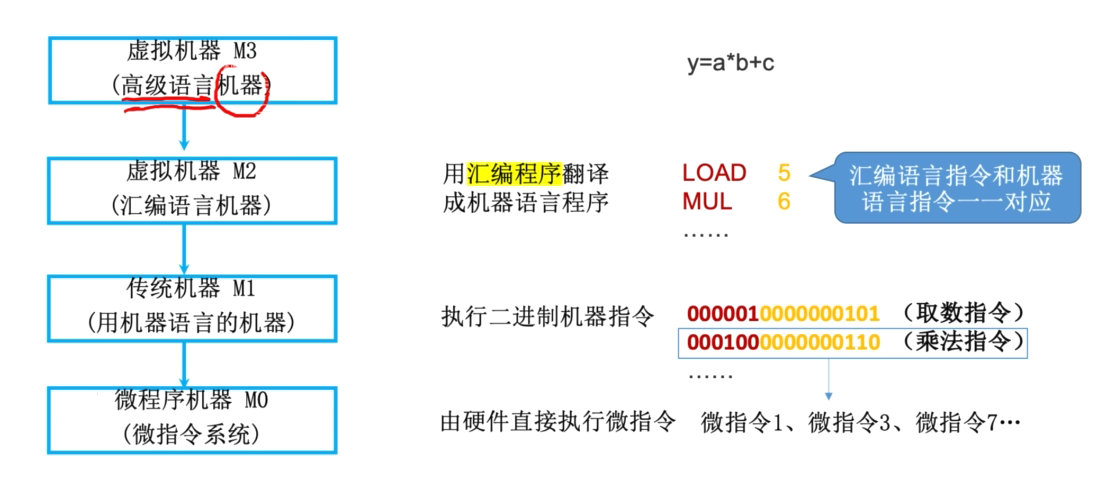 虚拟机器 M3
(高级语言机器)
y=a*b+c
虚拟机器 M2
(汇编语言机器)
用汇编程序翻译
成机器语言程序
LOAD 5
MUL 6
……
汇编语言指令和机器
语言指令一一对应
传统机器 M1
(用机器语言的机器)
执行二进制机器指令
0000010000000101 （取数指令）
0001000000000110 （乘法指令）
……
微程序机器 M0
(微指令系统)
由硬件直接执行微指令
微指令1、微指令3、微指令7…